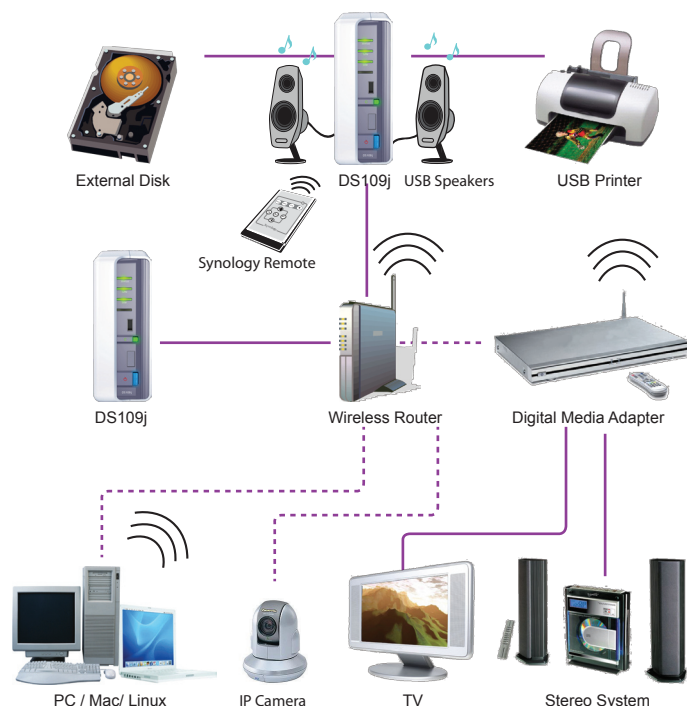 External Disk
DS109j
USB Speakers
USB Printer
Synology Remote
DS109j
Wireless Router
Digital Media Adapter
PC / Mac/ Linux
IP Camera
TV
Stereo System